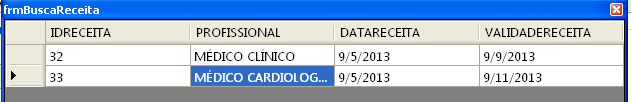 frmBuscaReceita
IDRECEITA PROFISSIONAL DATARECEITA VALIDADERECEITA
32 MÉDICO CLÍNICO 9/5/2013 9/9/2013
33 MÉDICO CARDIOLOG... 9/5/2013 9/11/2013